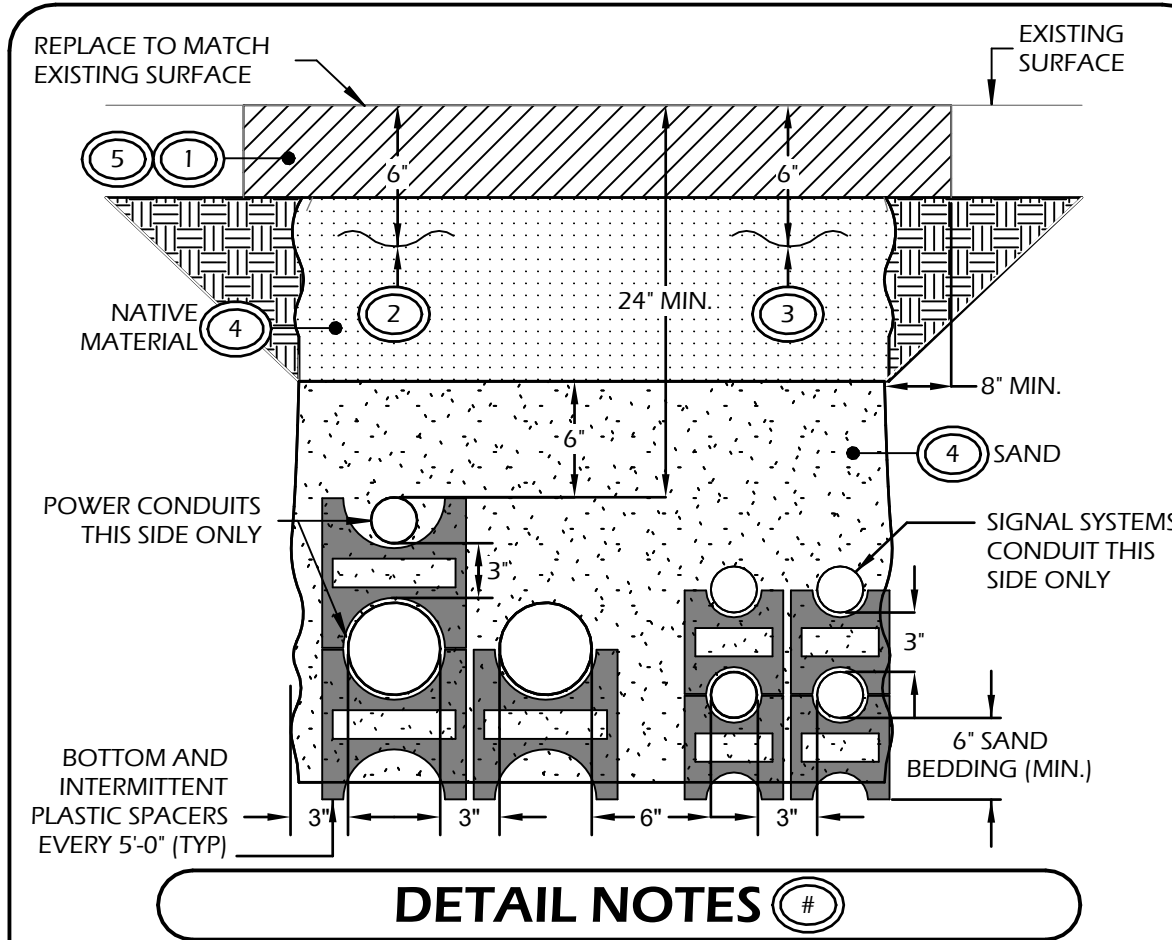 REPLACE TO MATCH
EXISTING SURFACE
EXISTING
SURFACE
5
1
6"
6"
2
24" MIN.
3
NATIVE
MATERIAL
4
8" MIN.
6"
4
SAND
POWER CONDUITS
THIS SIDE ONLY
SIGNAL SYSTEMS
CONDUIT THIS
SIDE ONLY
3"
3"
6" SAND
BEDDING (MIN.)
BOTTOM AND
INTERMITTENT
PLASTIC SPACERS
EVERY 5'-0" (TYP)
3"
3"
6"
3"
DETAIL NOTES #